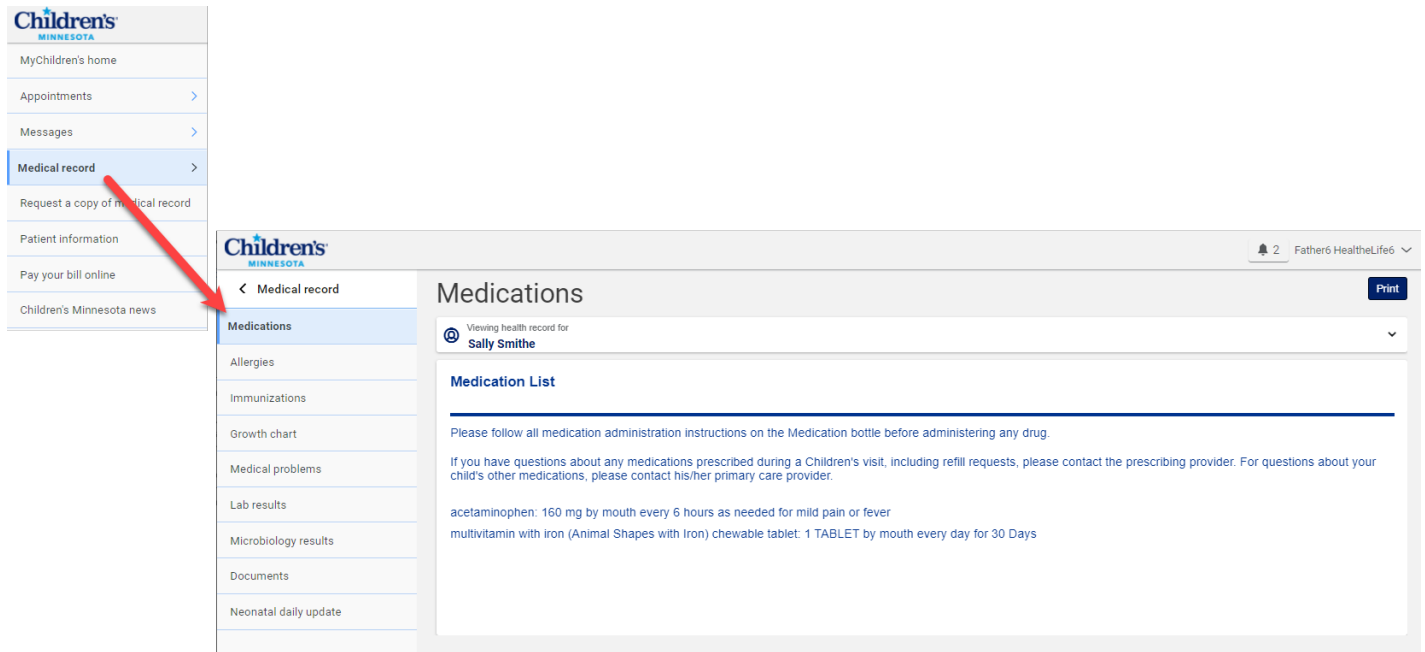 Children's
MINNESOTA
MyChildren's home
Appointments
Messages
Medical record
Request a copy of medical record
Patient information
Pay your bill online
Children's Minnesota news
Children's
MINNESOTA
2 Father6 HealtheLife6
Medical record
Medications
Allergies
Immunizations
Growth chart
Medical problems
Lab results
Microbiology results
Documents
Neonatal daily update
Medications
Print
Viewing health record for
Sally Smithe
Medication List
Please follow all medication administration instructions on the Medication bottle before administering any drug.
If you have questions about any medications prescribed during a Children's visit, including refill requests, please contact the prescribing provider. For questions about your
child's other medications, please contact his/her primary care provider.
acetaminophen: 160 mg by mouth every 6 hours as needed for mild pain or fever
multivitamin with iron (Animal Shapes with Iron) chewable tablet: 1 TABLET by mouth every day for 30 Days